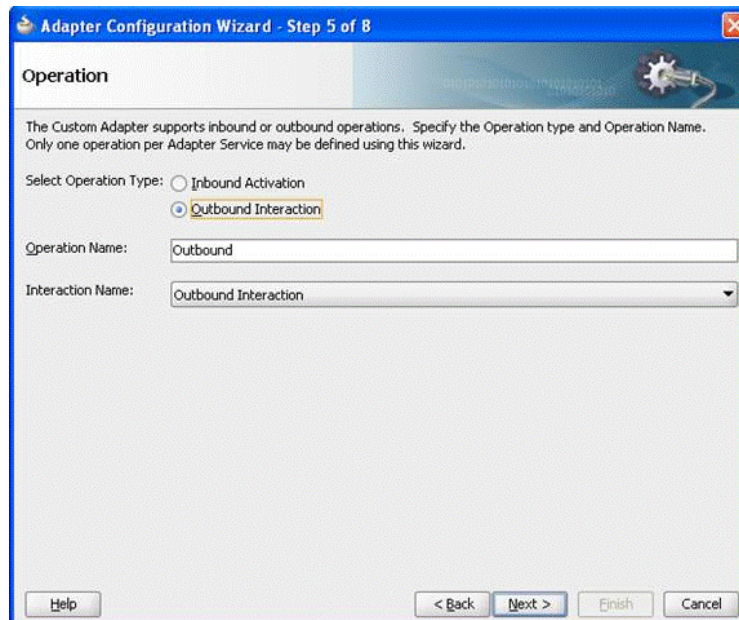 Adapter Configuration Wizard - Step 5 of 8
Operation
The Custom Adapter supports inbound or outbound operations. Specify the Operation type and Operation Name.
Only one operation per Adapter Service may be defined using this wizard.
Select Operation Type: Inbound Activation
Outbound Interaction
Operation Name: Outbound
Interaction Name: Outbound Interaction
Help < Back Next > Finish Cancel